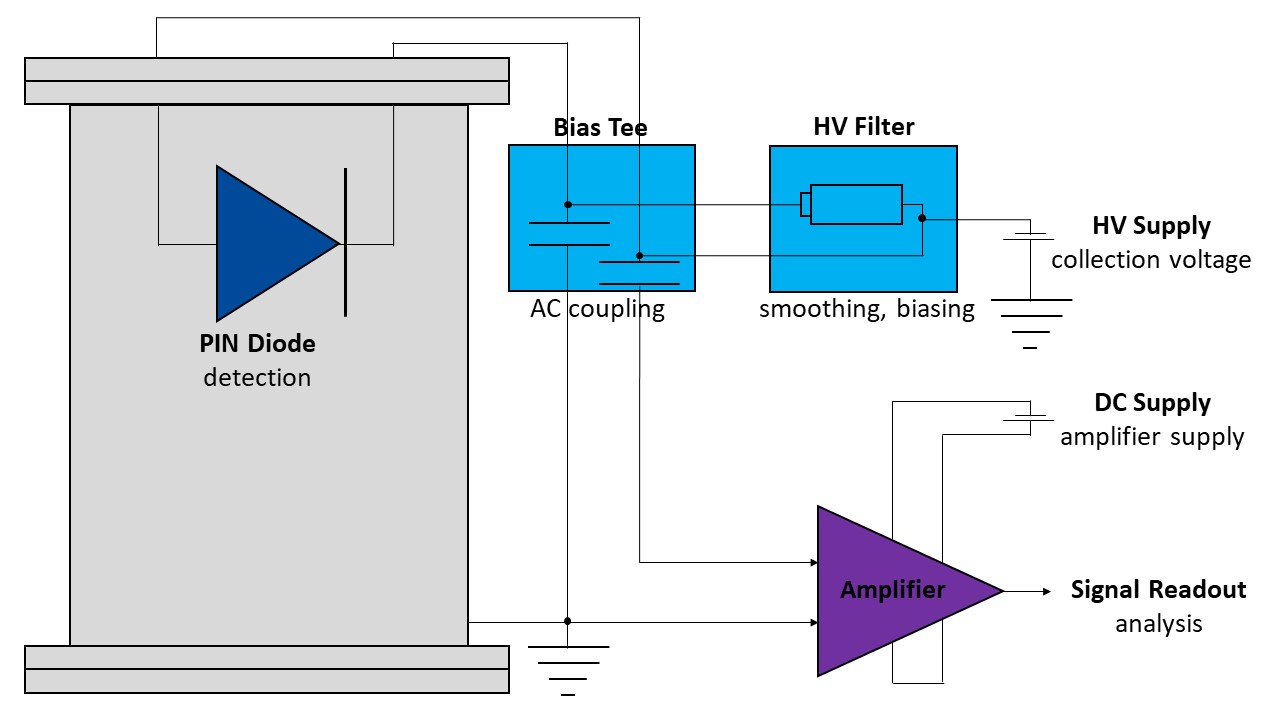 Bias Tee
HV Filter
HV Supply
collection voltage
AC coupling
smoothing, biasing
PIN Diode
detection
DC Supply
amplifier supply
Amplifier
Signal Readout
analysis